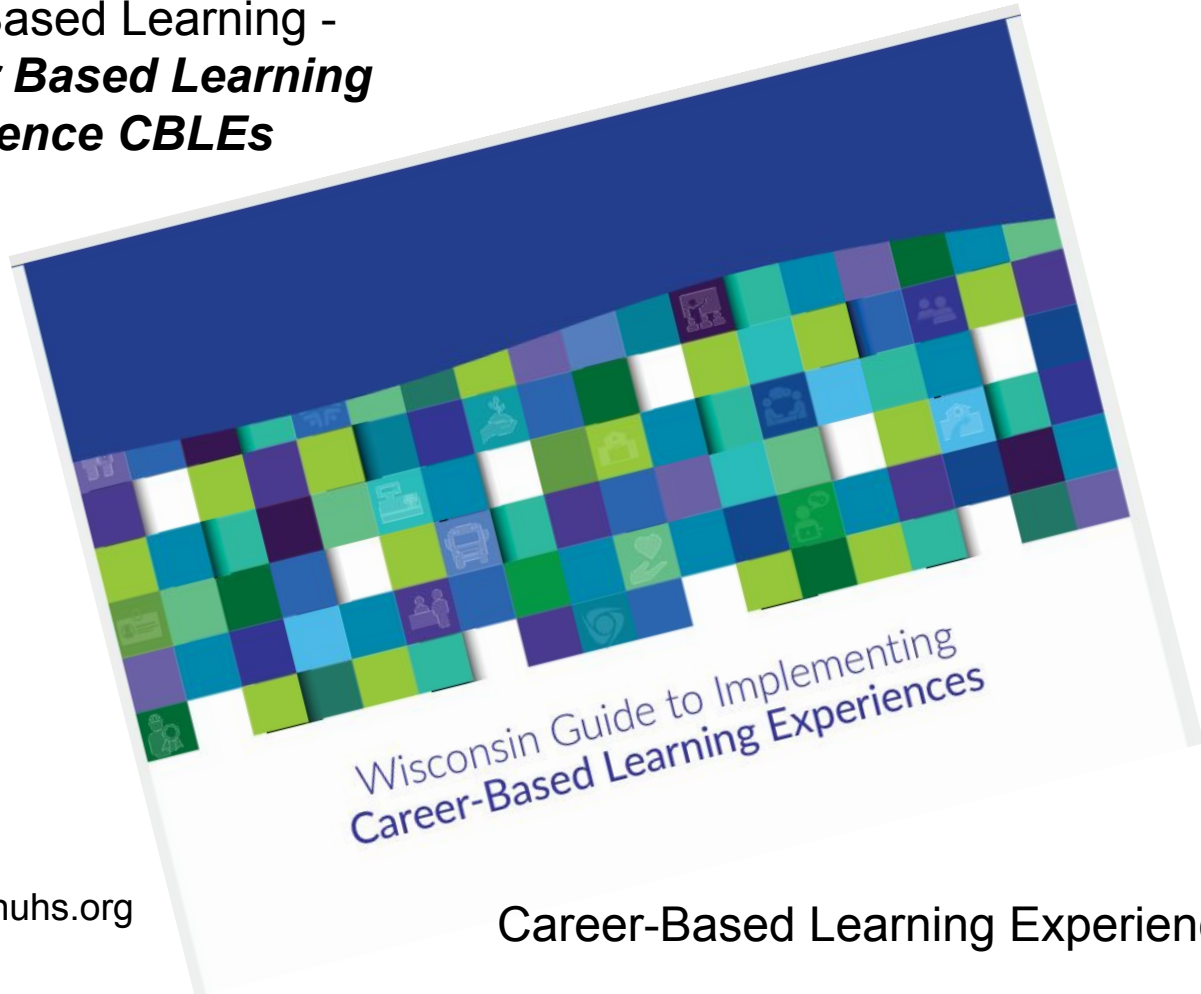 ased Learning -
r Based Learning
ence CBLEs
Wisconsin Guide to Implementing
Career-Based Learning Experiences
nuhs.org
Career-Based Learning Experien